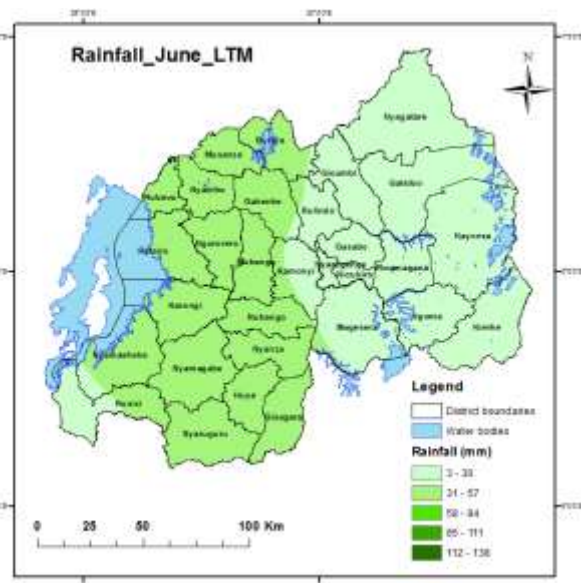 Rainfall_June_LTM
N
Nyagatare
Burera
Musanze
Gicumbi
Gatsibo
Nyabihu
Gakenke
Rubavu
Rulindo
Kayonza
Rutsiro
Ngororero
Gasabo
Muhanga
Kamonyi
Rwamagana
Karongi
Ruhango
Bugesera
Ngoma
Kirehe
Nyamasheke
Nyanza
Nyamagabe
Huye
Rusizi
Gisagara
Nyaruguru
Legend
District boundaries
Water bodies
Rainfall (mm)
3 - 30
31 - 57
58 - 84
85 - 111
112 - 138
0 25 50 100 Km